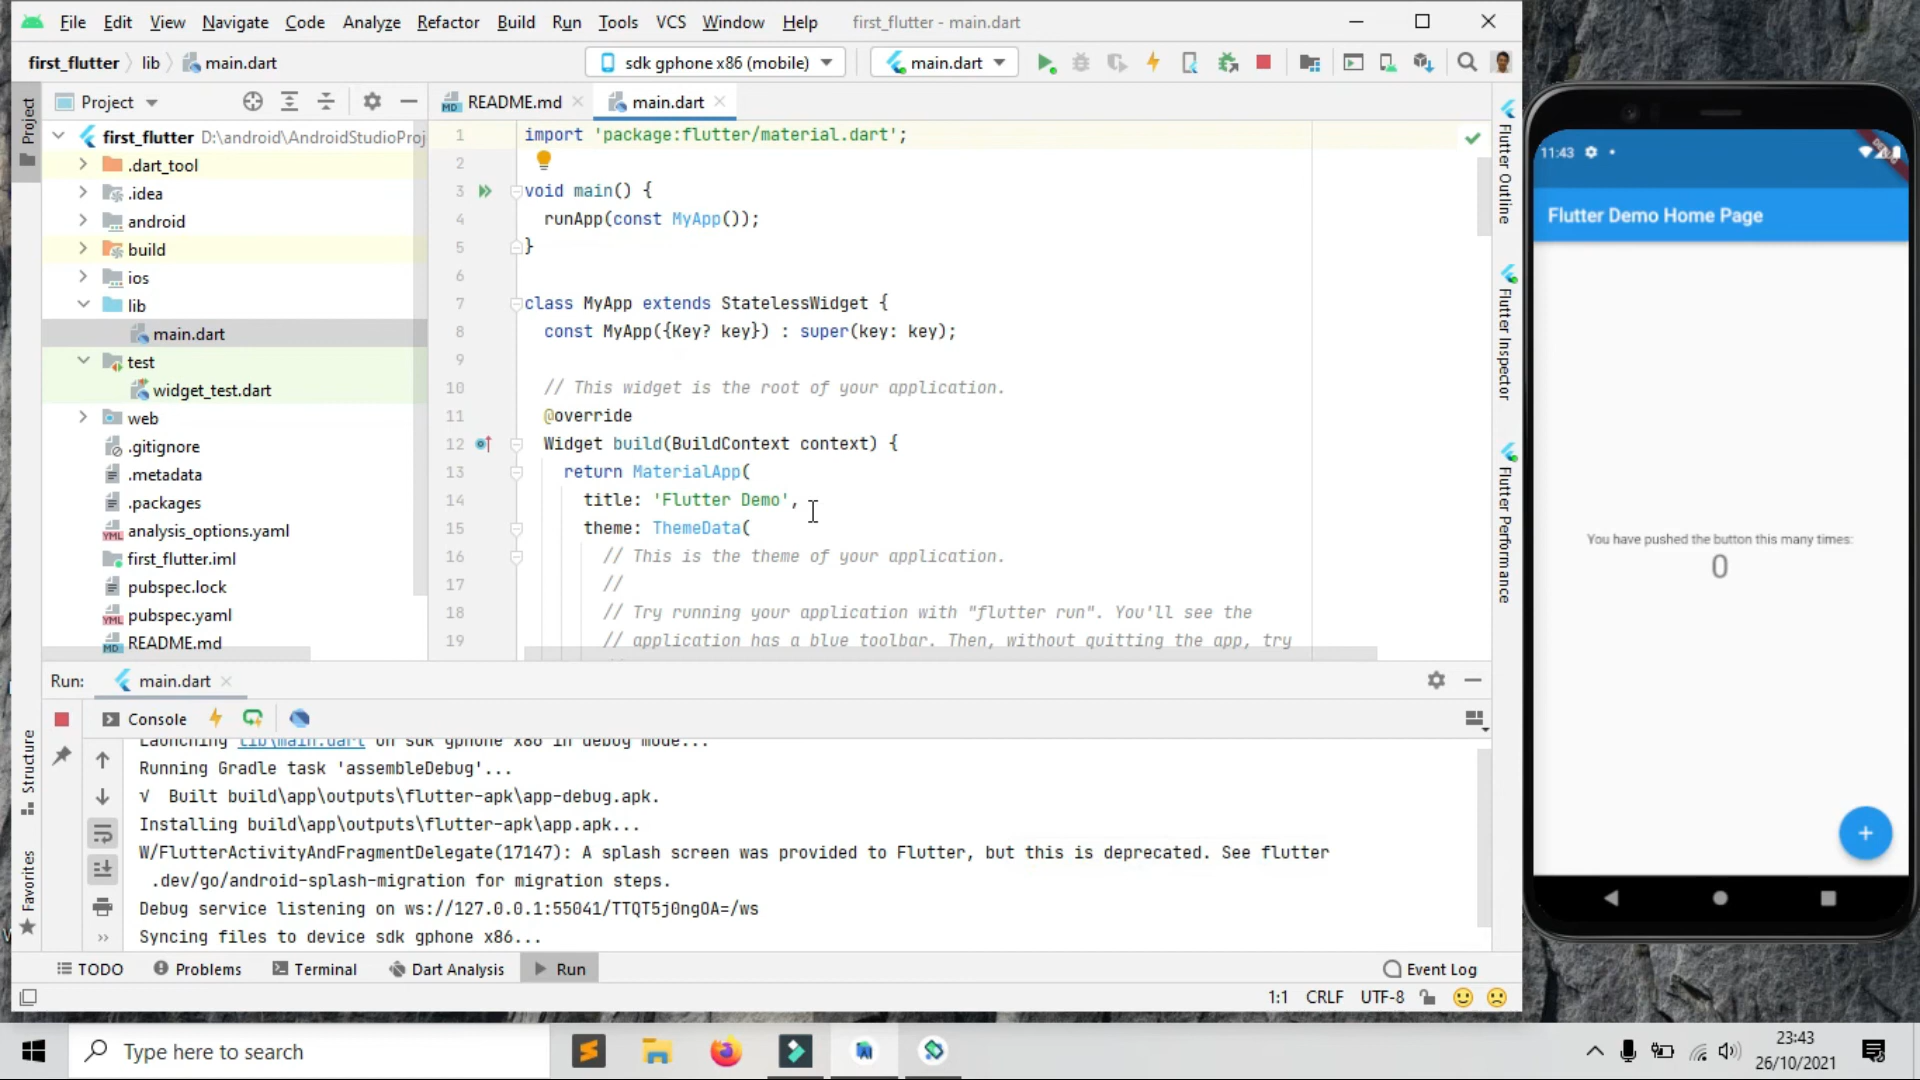 File Edit View Navigate Code Analyze Refactor Build Run Tools VCS Window Help first_flutter - main.dart
first_flutter lib main.dart sdk gphone x86 (mobile) main.dart
Project README.md main.dart
Project
Structure
Favorites
first_flutter D:\android\AndroidStudioProj
.dart_tool
.idea
android
build
ios
lib
main.dart
test
widget_test.dart
web
.gitignore
.metadata
.packages
analysis_options.yaml
first_flutter.iml
pubspec.lock
pubspec.yaml
README.md
1 import 'package:flutter/material.dart';
2
3 void main() {
4 runApp(const MyApp());
5 }
6
7 class MyApp extends StatelessWidget {
8 const MyApp({Key? key}) : super(key: key);
9
10 // This widget is the root of your application.
11 @override
12 Widget build(BuildContext context) {
13 return MaterialApp(
14 title: 'Flutter Demo',
15 theme: ThemeData(
16 // This is the theme of your application.
17 //
18 // Try running your application with "flutter run". You'll see the
19 // application has a blue toolbar. Then, without quitting the app, try
Flutter Outline
Flutter Inspector
Flutter Performance
Run: main.dart
Console
Launching lib\main.dart on sdk gphone x86 in debug mode...
Running Gradle task 'assembleDebug'...
√ Built build\app\outputs\flutter-apk\app-debug.apk.
Installing build\app\outputs\flutter-apk\app.apk...
W/FlutterActivityAndFragmentDelegate(17147): A splash screen was provided to Flutter, but this is deprecated. See flutter
.dev/go/android-splash-migration for migration steps.
Debug service listening on ws://127.0.0.1:55041/TTQT5j0ngOA=/ws
Syncing files to device sdk gphone x86...
TODO Problems Terminal Dart Analysis Run Event Log
1:1 CRLF UTF-8
11:43
Flutter Demo Home Page
You have pushed the button this many times:
0
+
Type here to search
23:43
26/10/2021